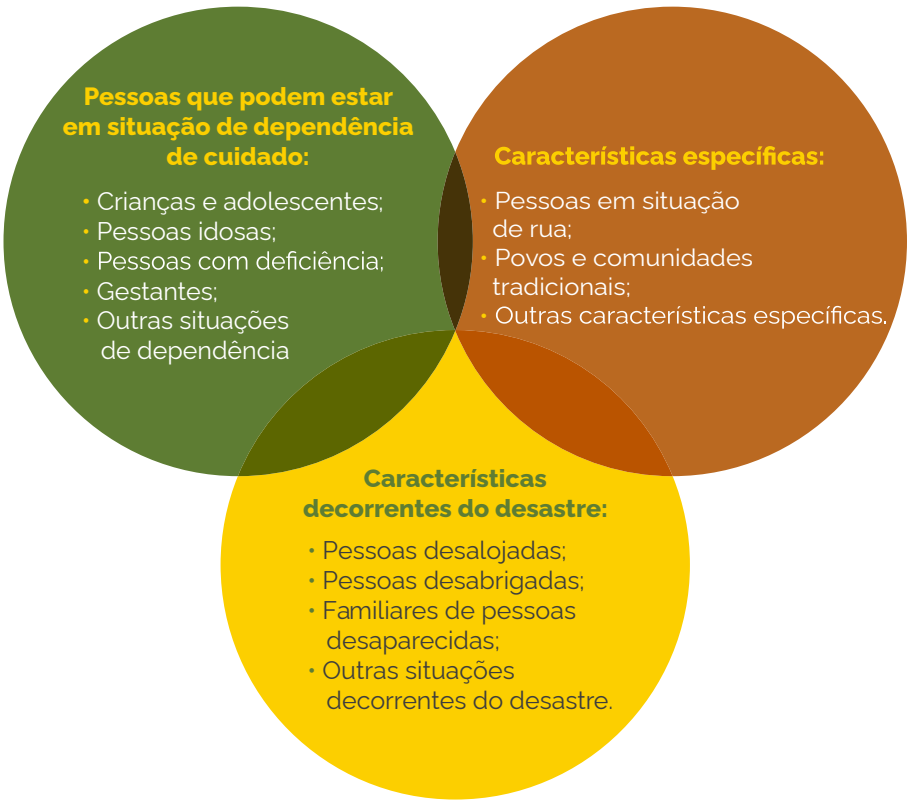 Pessoas que podem estar
em situação de dependência
de cuidado:
• Crianças e adolescentes;
• Pessoas idosas;
• Pessoas com deficiência;
• Gestantes;
• Outras situações
de dependência
Características específicas:
• Pessoas em situação
de rua;
• Povos e comunidades
tradicionais;
• Outras características específicas.
Características
decorrentes do desastre:
• Pessoas desalojadas;
• Pessoas desabrigadas;
• Familiares de pessoas
desaparecidas;
• Outras situações
decorrentes do desastre.